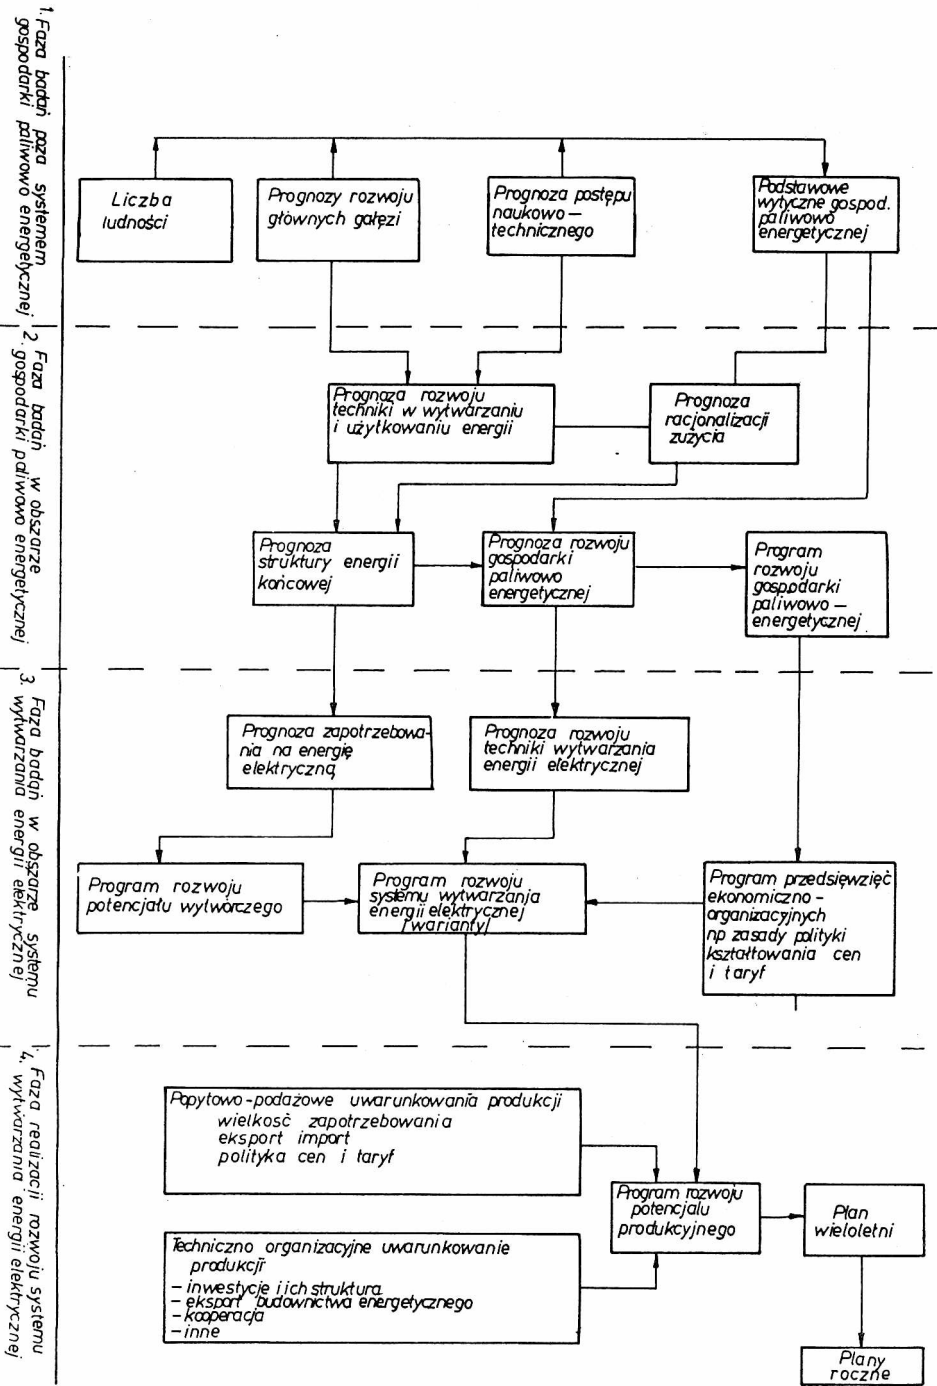 1. Faza badań poza systemem
gospodarki paliwowo energetycznej
Liczba
ludności
Prognozy rozwoju
głównych gałęzi
Prognoza postępu
naukowo —
technicznego
Podstawowe
wytyczne gospod.
paliwowo
energetycznej
2. Faza badań w obszarze
gospodarki paliwowo energetycznej
Prognoza rozwoju
techniki w wytwarzaniu
i użytkowaniu energii
Prognoza
racjonalizacji
zużycia
Prognoza
struktury energii
końcowej
Prognoza rozwoju
gospodarki
paliwowo
energetycznej
Program
rozwoju
gospodarki
paliwowo —
energetycznej
3. Faza badań w obszarze systemu
wytwarzania energii elektrycznej
Prognoza zapotrzebowa-
nia na energię
elektryczną
Prognoza rozwoju
techniki wytwarzania
energii elektrycznej
Program rozwoju
potencjału wytwórczego
Program rozwoju
systemu wytwarzania
energii elektrycznej
/warianty/
Program przedsięwzięć
ekonomiczno -
organizacyjnych
np zasady polityki
kształtowania cen
i taryf
4. Faza realizacji rozwoju systemu
wytwarzania energii elektrycznej
Popytowo-podażowe uwarunkowania produkcji
wielkość zapotrzebowania
eksport import
polityka cen i taryf
Techniczno organizacyjne uwarunkowanie
produkcji
- inwestycje i ich struktura
- eksport budownictwa energetycznego
- kooperacja
- inne
Program rozwoju
potencjalu
produkcyjnego
Plan
wieloletni
Plany
roczne